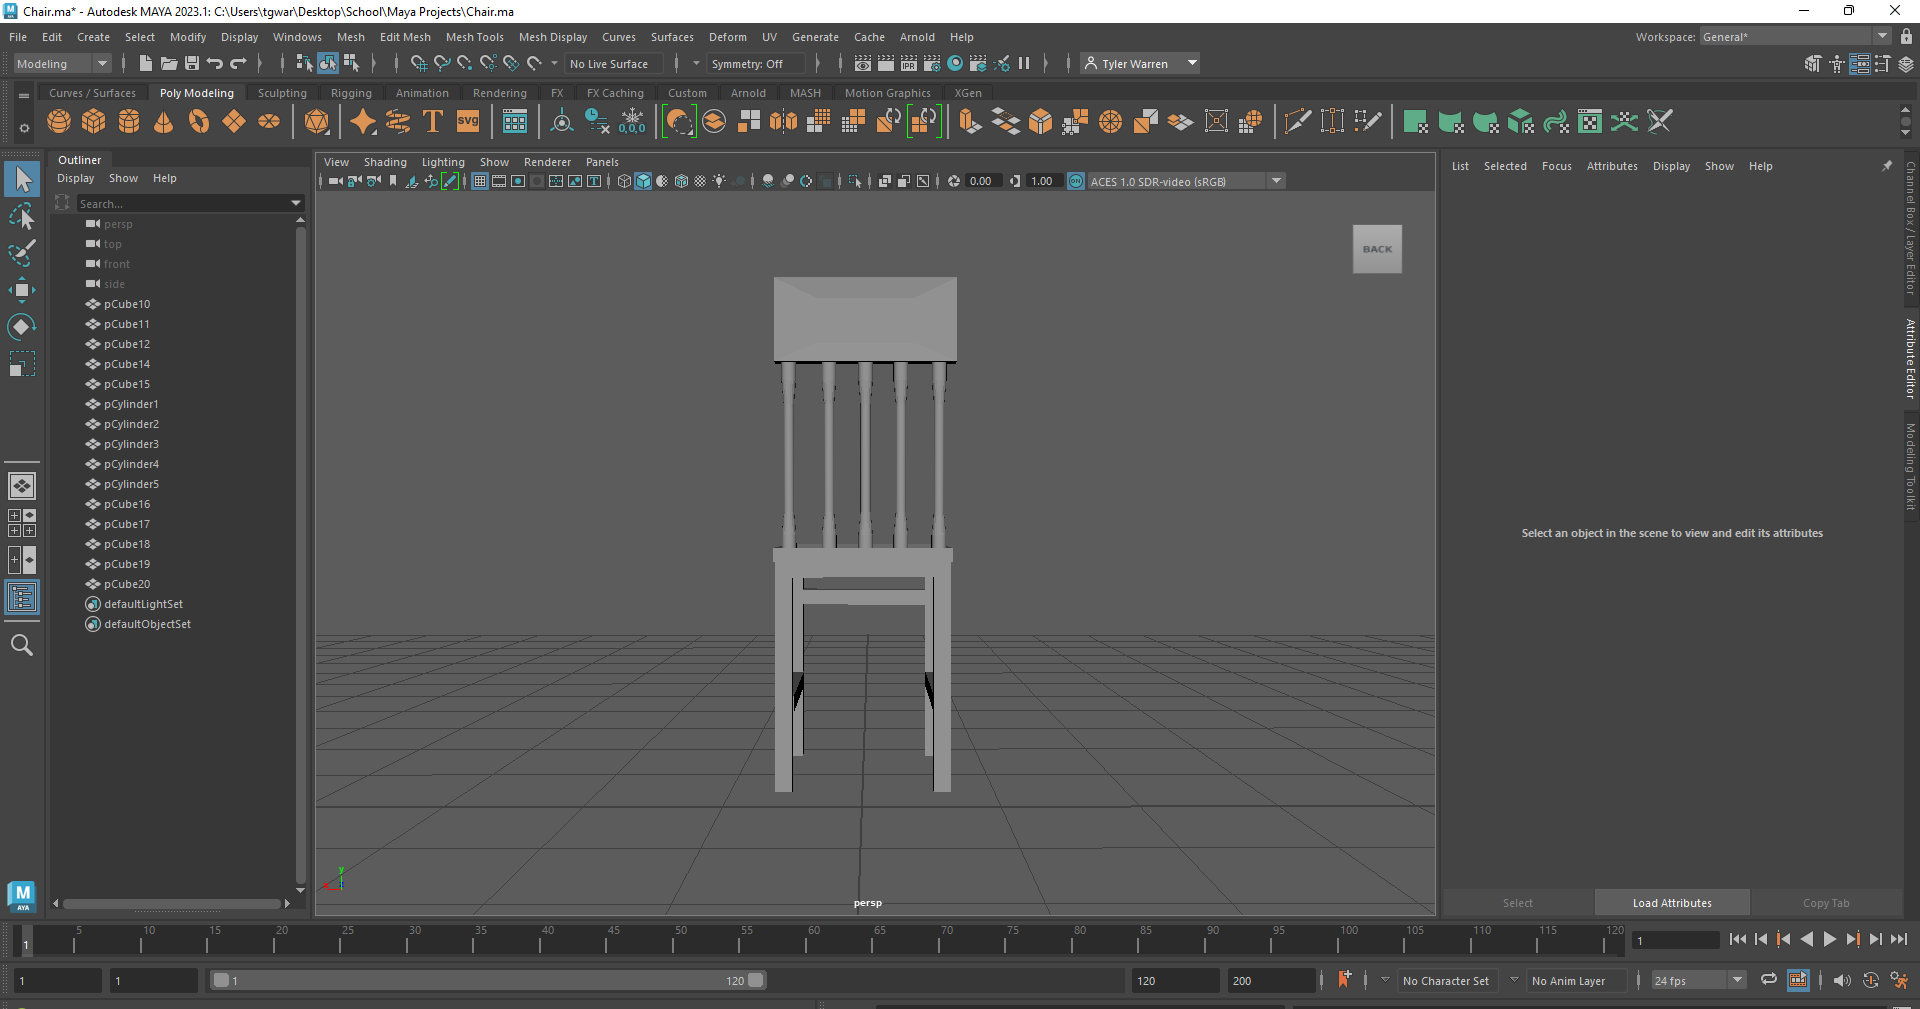 Chair.ma* - Autodesk MAYA 2023.1: C:\Users\tgwar\Desktop\School\Maya Projects\Chair.ma
File Edit Create Select Modify Display Windows Mesh Edit Mesh Mesh Tools Mesh Display Curves Surfaces Deform UV Generate Cache Arnold Help Workspace: General*
Modeling No Live Surface Symmetry: Off Tyler Warren
Curves / Surfaces Poly Modeling Sculpting Rigging Animation Rendering FX FX Caching Custom Arnold MASH Motion Graphics XGen
T svg 0,0,0
Outliner
Display Show Help
Search...
persp
top
front
side
pCube10
pCube11
pCube12
pCube14
pCube15
pCylinder1
pCylinder2
pCylinder3
pCylinder4
pCylinder5
pCube16
pCube17
pCube18
pCube19
pCube20
defaultLightSet
defaultObjectSet
M
AYA
View Shading Lighting Show Renderer Panels
0.00 1.00 ACES 1.0 SDR-video (sRGB)
BACK
y
persp
List Selected Focus Attributes Display Show Help
Select an object in the scene to view and edit its attributes
Select Load Attributes Copy Tab
Channel Box / Layer Editor
Attribute Editor
Modeling Toolkit
1 5 10 15 20 25 30 35 40 45 50 55 60 65 70 75 80 85 90 95 100 105 110 115 120 1
1 1 1 120 120 200 No Character Set No Anim Layer 24 fps